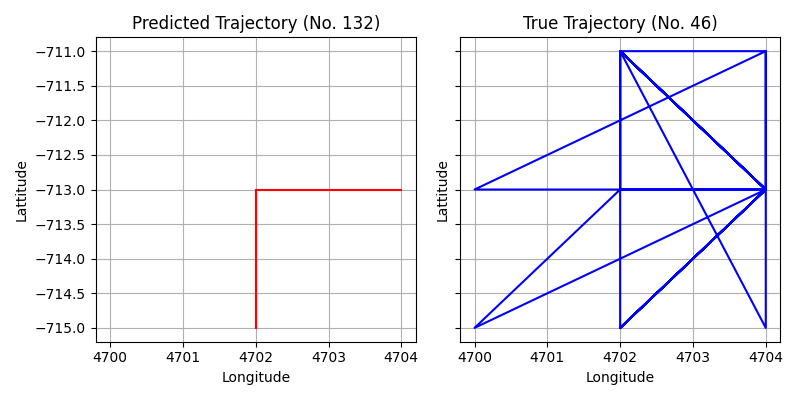 Predicted Trajectory (No. 132)
True Trajectory (No. 46)
Lattitude
−711.0
−711.5
−712.0
−712.5
−713.0
−713.5
−714.0
−714.5
−715.0
4700 4701 4702 4703 4704
Longitude
Lattitude
4700 4701 4702 4703 4704
Longitude